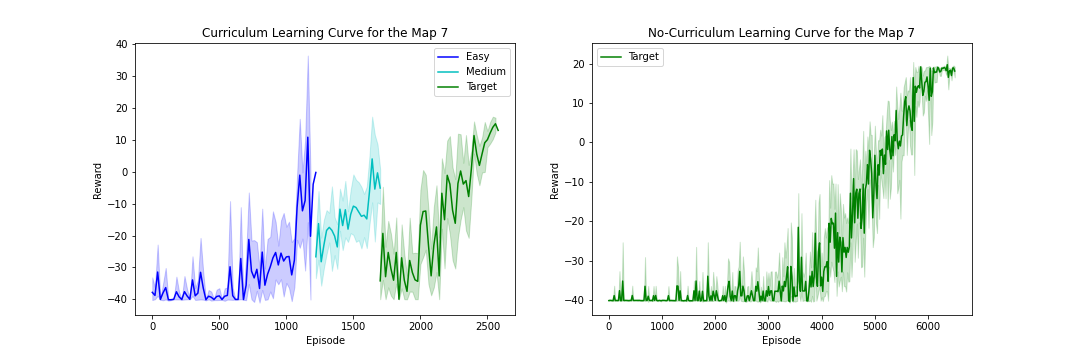 Curriculum Learning Curve for the Map 7
Reward
40
30
20
10
0
−10
−20
−30
−40
Easy
Medium
Target
0
500
1000
1500
2000
2500
Episode
No-Curriculum Learning Curve for the Map 7
Reward
20
10
0
−10
−20
−30
−40
Target
0
1000
2000
3000
4000
5000
6000
Episode